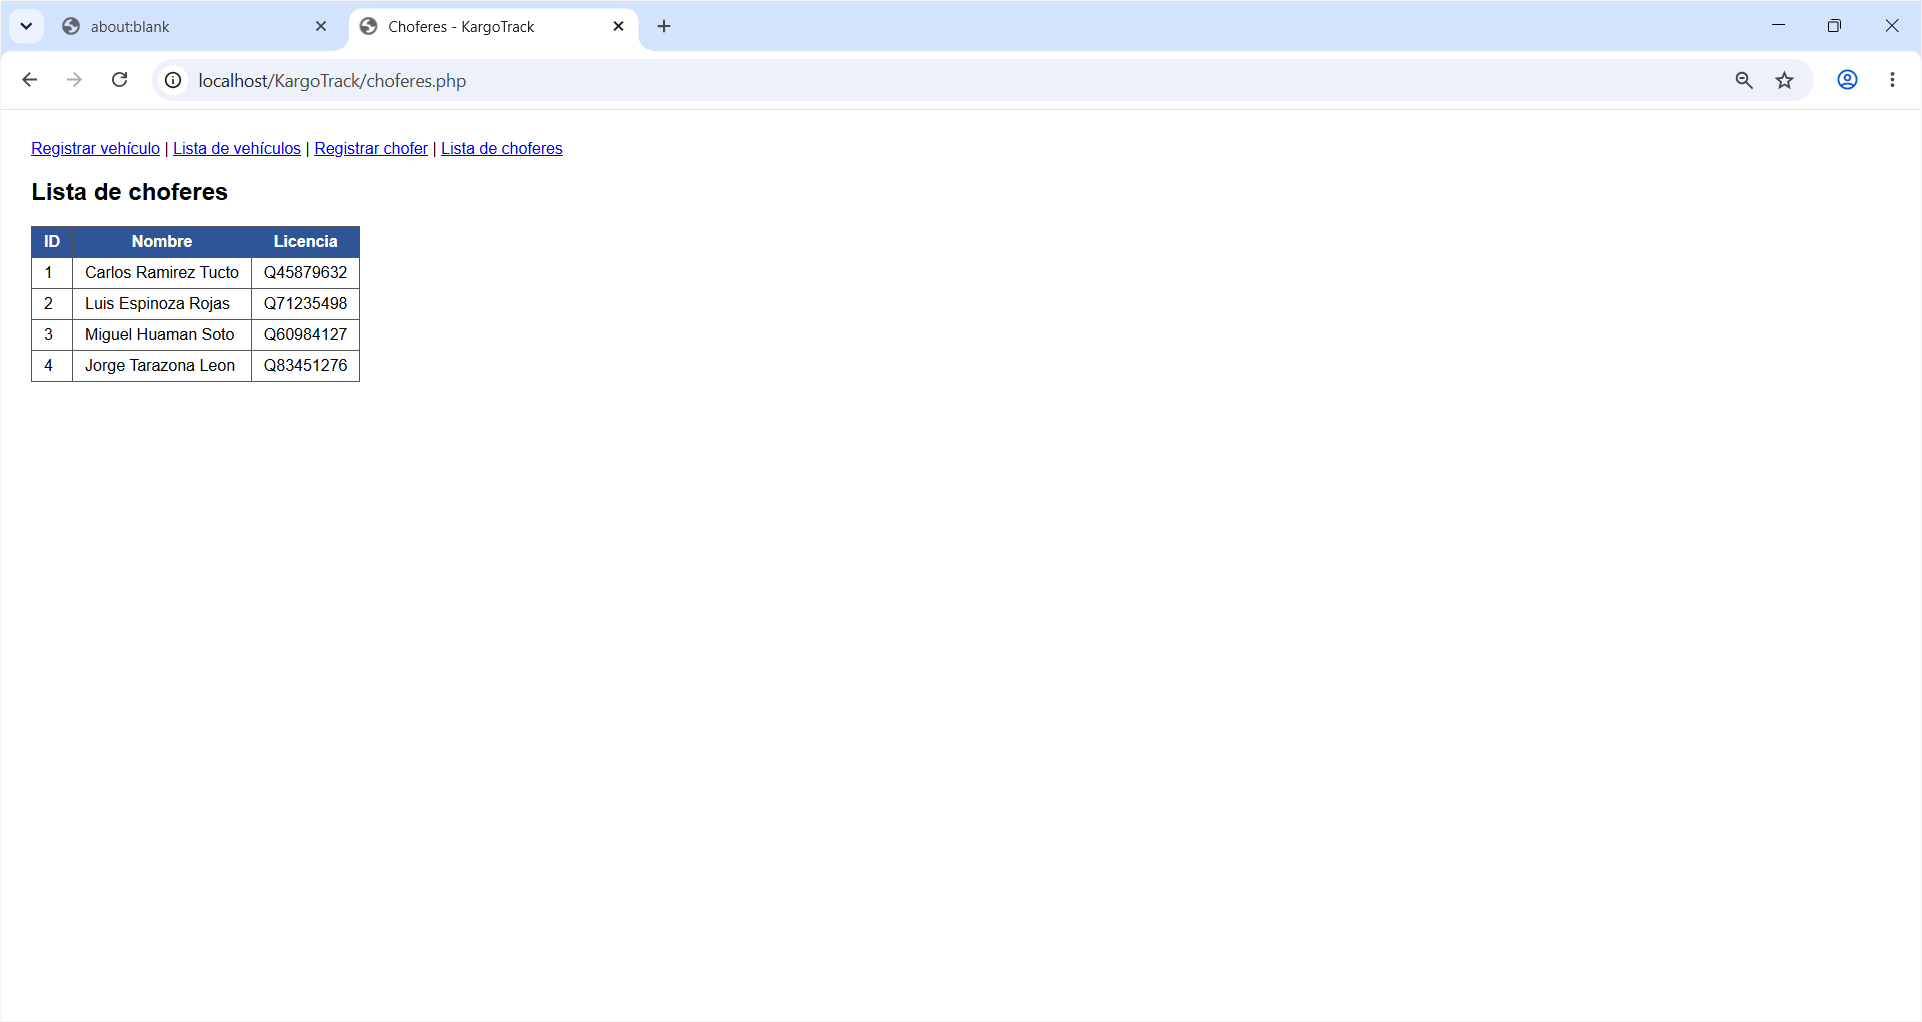 about:blank
Choferes - KargoTrack
localhost/KargoTrack/choferes.php
Registrar vehículo | Lista de vehículos | Registrar chofer | Lista de choferes
Lista de choferes
ID Nombre Licencia
1 Carlos Ramirez Tucto Q45879632
2 Luis Espinoza Rojas Q71235498
3 Miguel Huaman Soto Q60984127
4 Jorge Tarazona Leon Q83451276